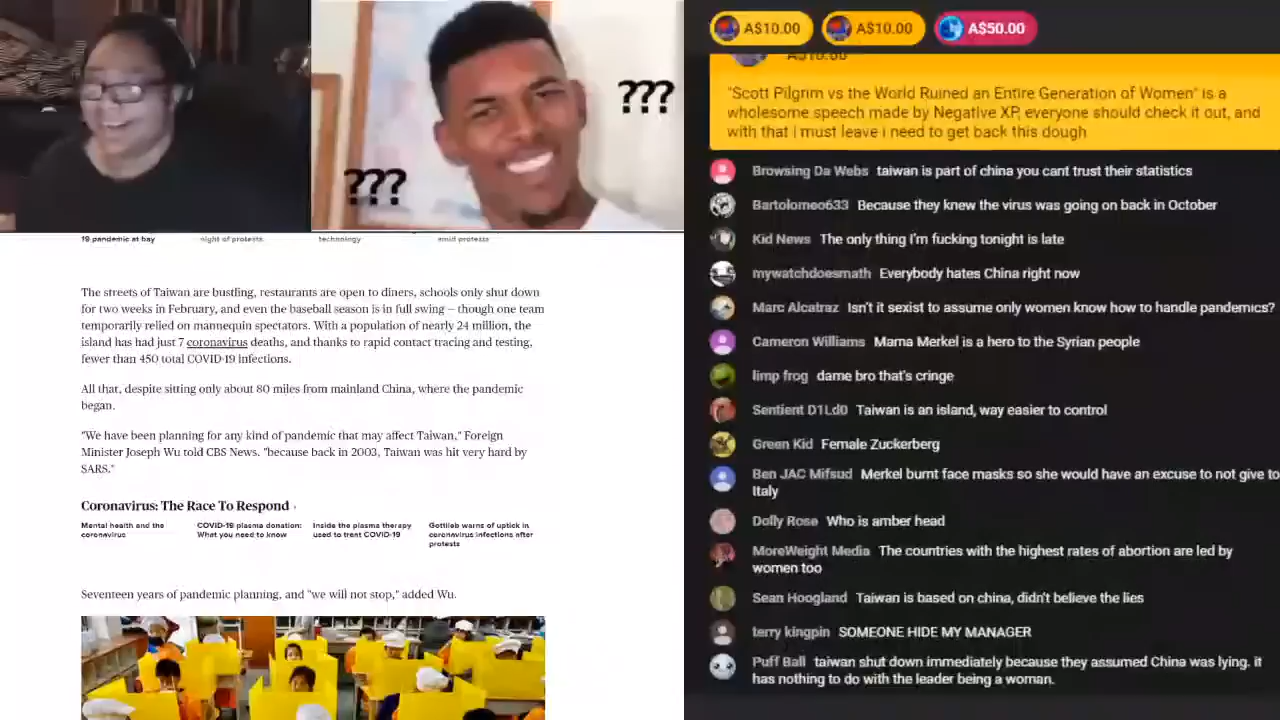 ???
???
19 pandemic at bay
night of protests
technology
amid protests
The streets of Taiwan are bustling, restaurants are open to diners, schools only shut down
for two weeks in February, and even the baseball season is in full swing — though one team
temporarily relied on mannequin spectators. With a population of nearly 24 million, the
island has had just 7 coronavirus deaths, and thanks to rapid contact tracing and testing,
fewer than 450 total COVID-19 infections.
All that, despite sitting only about 80 miles from mainland China, where the pandemic
began.
"We have been planning for any kind of pandemic that may affect Taiwan," Foreign
Minister Joseph Wu told CBS News. "because back in 2003, Taiwan was hit very hard by
SARS."
Coronavirus: The Race To Respond ›
Mental health and the
coronavirus
COVID-19 plasma donation:
What you need to know
Inside the plasma therapy
used to treat COVID-19
Gottlieb warns of uptick in
coronavirus infections after
protests
Seventeen years of pandemic planning, and "we will not stop," added Wu.
A$10.00 A$10.00 A$50.00
A$10.00
"Scott Pilgrim vs the World Ruined an Entire Generation of Women" is a
wholesome speech made by Negative XP, everyone should check it out, and
with that i must leave i need to get back this dough
Browsing Da Webs taiwan is part of china you cant trust their statistics
Bartolomeo633 Because they knew the virus was going on back in October
Kid News The only thing I'm fucking tonight is late
mywatchdoesmath Everybody hates China right now
Marc Alcatraz Isn't it sexist to assume only women know how to handle pandemics?
Cameron Williams Mama Merkel is a hero to the Syrian people
limp frog dame bro that's cringe
Sentient D1Ld0 Taiwan is an island, way easier to control
Green Kid Female Zuckerberg
Ben JAC Mifsud Merkel burnt face masks so she would have an excuse to not give to
Italy
Dolly Rose Who is amber head
MoreWeight Media The countries with the highest rates of abortion are led by
women too
Sean Hoogland Taiwan is based on china, didn't believe the lies
terry kingpin SOMEONE HIDE MY MANAGER
Puff Ball taiwan shut down immediately because they assumed China was lying. it
has nothing to do with the leader being a woman.